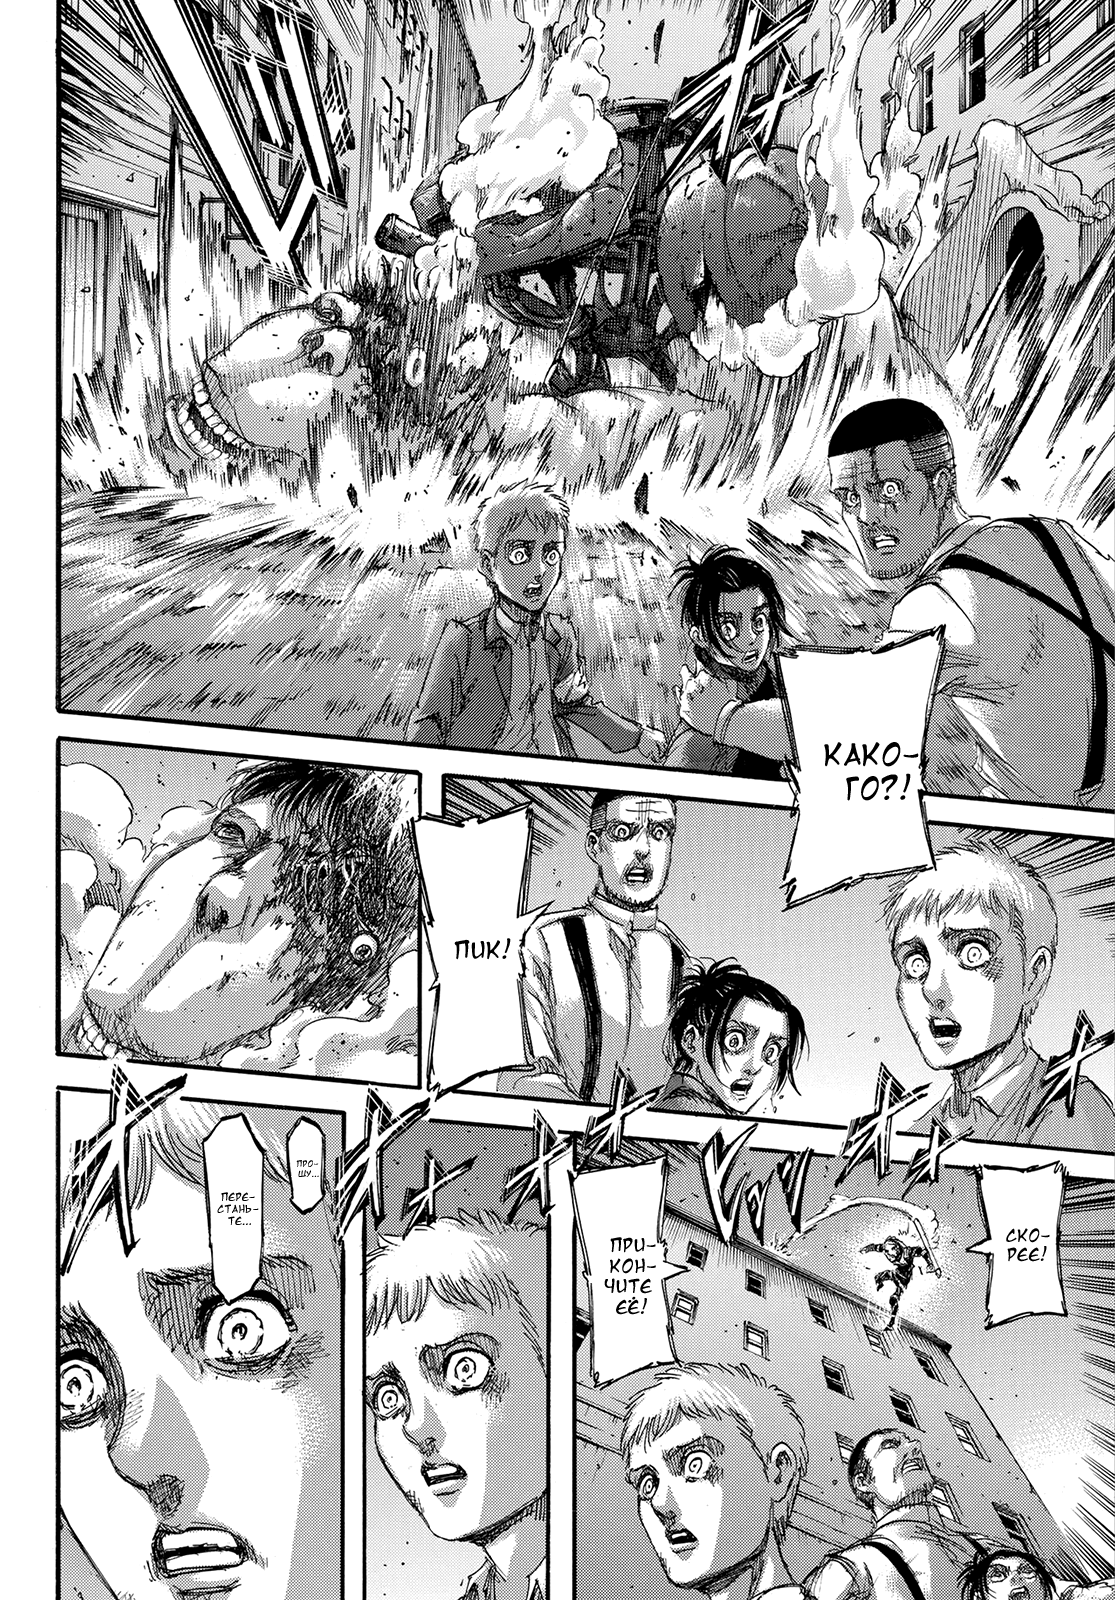 КАКО-
ГО?!
ПИК!
СКО-
РЕЕ!
ПРИ-
КОН-
ЧИТЕ
ЕЁ!
ПРО-
ШУ...
ПЕРЕ-
СТАНЬ-
ТЕ...